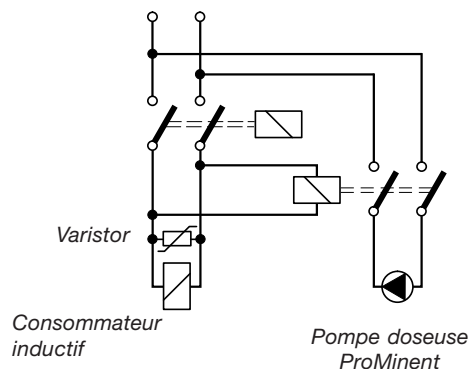 Varistor
Consommateur
inductif
Pompe doseuse
ProMinent